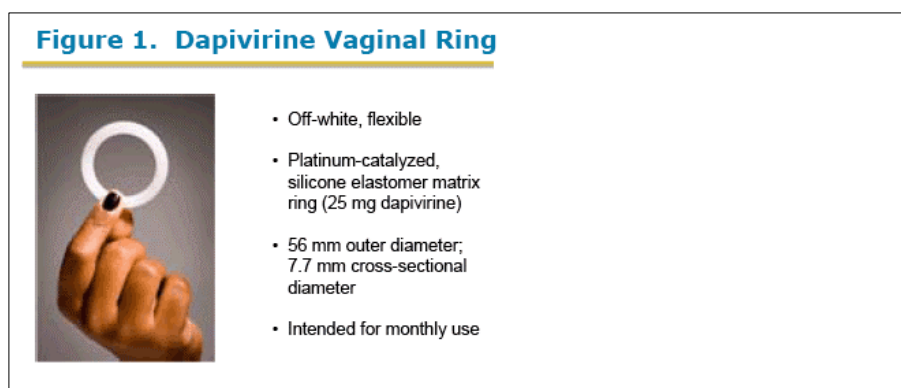 Figure 1. Dapivirine Vaginal Ring
• Off-white, flexible
• Platinum-catalyzed,
silicone elastomer matrix
ring (25 mg dapivirine)
• 56 mm outer diameter;
7.7 mm cross-sectional
diameter
• Intended for monthly use